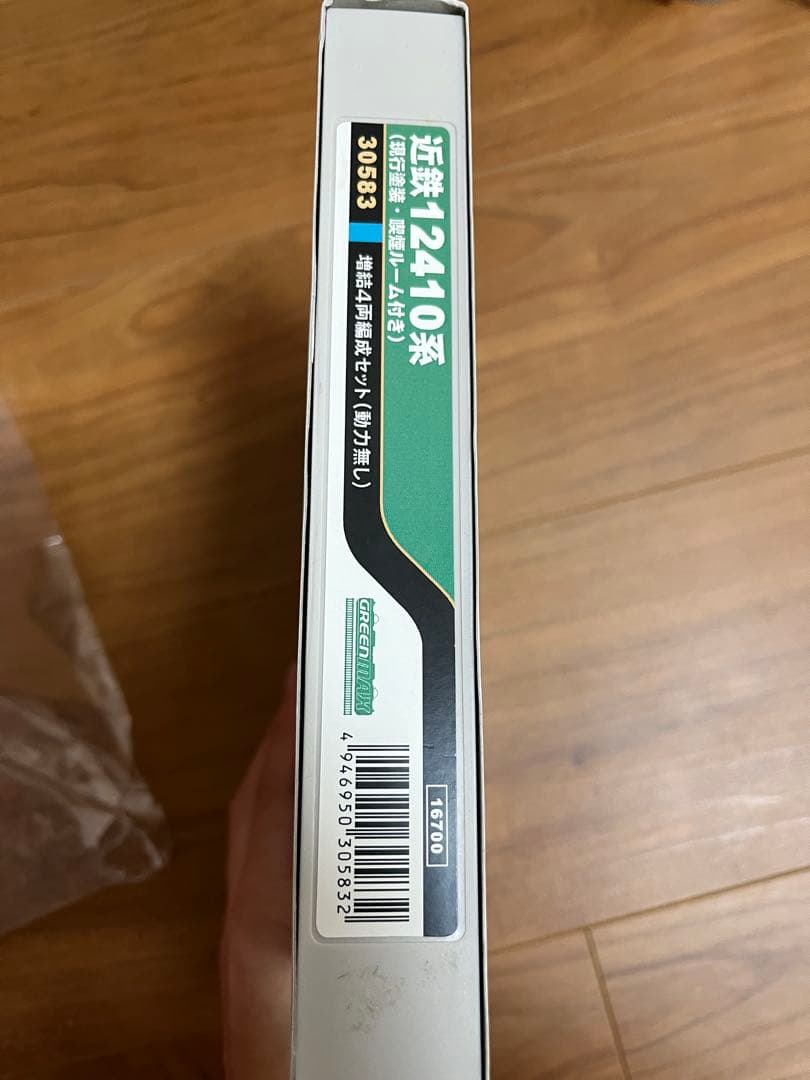 近鉄12410系
(現行塗装・喫煙ルーム付き)
30583
増結4両編成セット(動力無し)
GREENMAX
16700
4 946950 305832